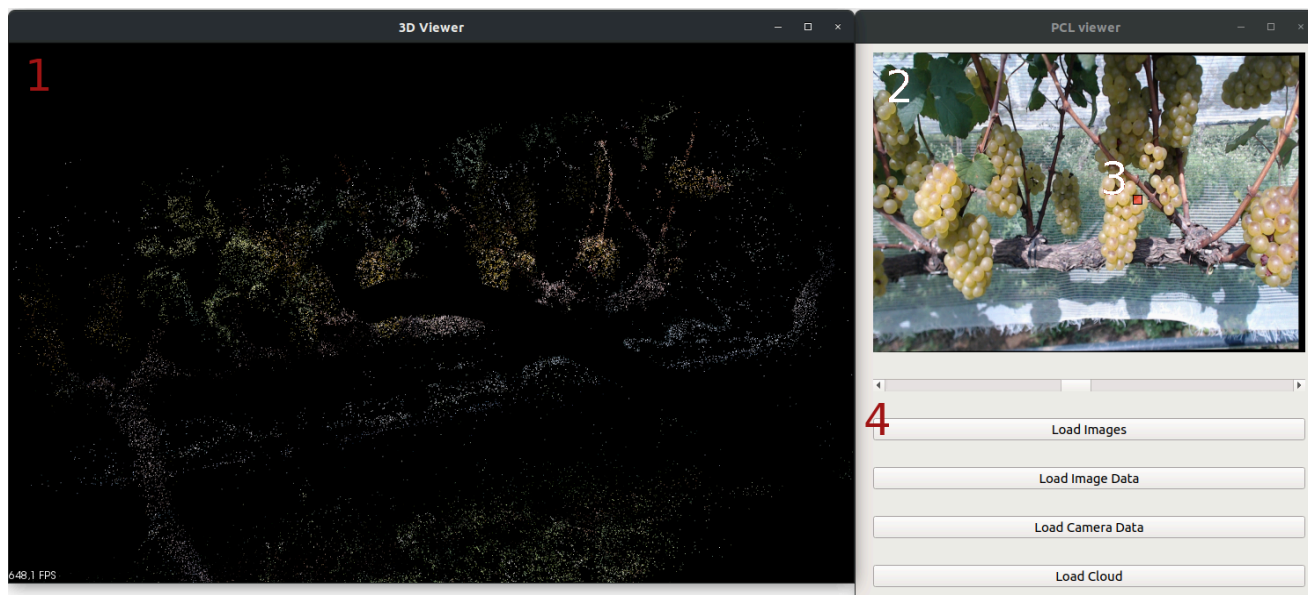 3D Viewer
1
648,1 FPS
PCL viewer
2
3
4
Load Images
Load Image Data
Load Camera Data
Load Cloud